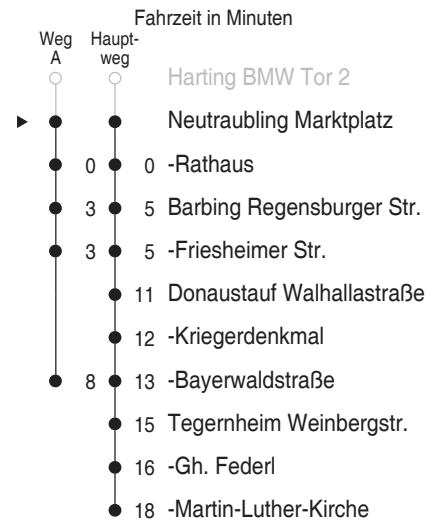 Fahrzeit in Minuten
Weg Haupt-
A weg
Harting BMW Tor 2
Neutraubling Marktplatz
0 0 -Rathaus
3 5 Barbing Regensburger Str.
3 5 -Friesheimer Str.
11 Donaustauf Walhallastraße
12 -Kriegerdenkmal
8 13 -Bayerwaldstraße
15 Tegernheim Weinbergstr.
16 -Gh. Federl
18 -Martin-Luther-Kirche